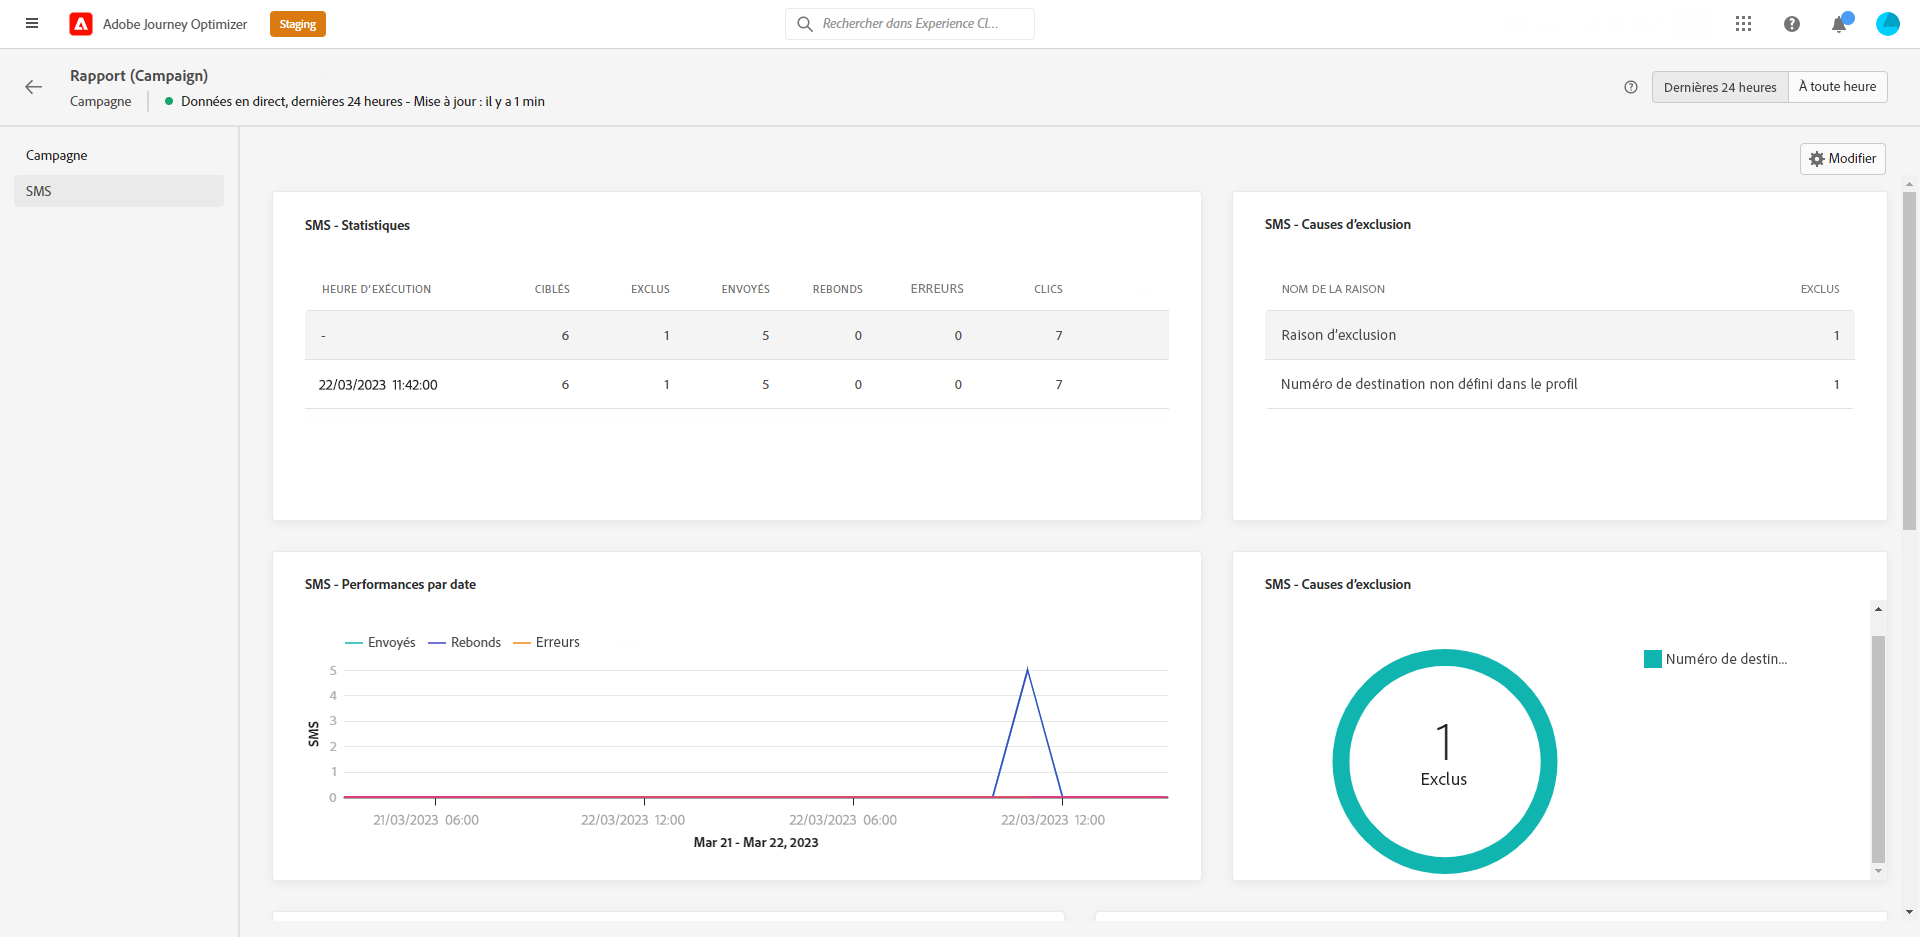 Adobe Journey Optimizer Staging Rechercher dans Experience Cl...
Rapport (Campaign)
Campagne Données en direct, dernières 24 heures - Mise à jour : il y a 1 min
Dernières 24 heures À toute heure
Campagne
SMS
Modifier
SMS - Statistiques
HEURE D'EXÉCUTION CIBLÉS EXCLUS ENVOYÉS REBONDS ERREURS CLICS
- 6 1 5 0 0 7
22/03/2023 11:42:00 6 1 5 0 0 7
SMS - Causes d'exclusion
NOM DE LA RAISON EXCLUS
Raison d'exclusion 1
Numéro de destination non défini dans le profil 1
SMS - Performances par date
Envoyés Rebonds Erreurs
5
4
3
2
1
0
SMS
21/03/2023 06:00 22/03/2023 12:00 22/03/2023 06:00 22/03/2023 12:00
Mar 21 - Mar 22, 2023
SMS - Causes d'exclusion
Numéro de destin...
1
Exclus